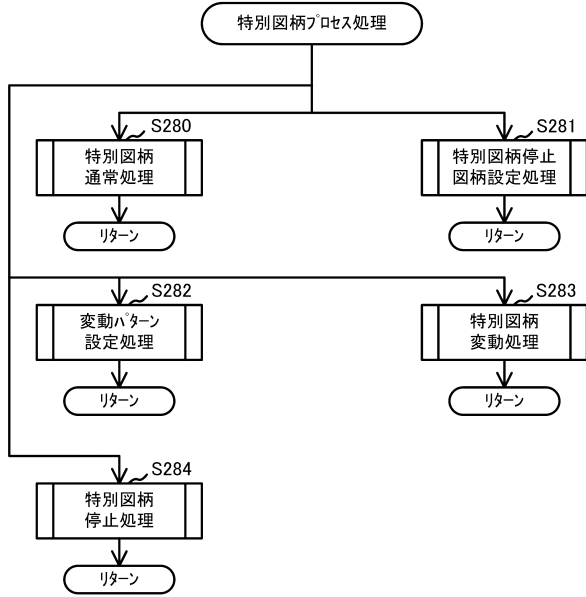 特別図柄プロセス処理
S280
特別図柄
通常処理
リターン
S281
特別図柄停止
図柄設定処理
リターン
S282
変動パターン
設定処理
リターン
S283
特別図柄
変動処理
リターン
S284
特別図柄
停止処理
リターン